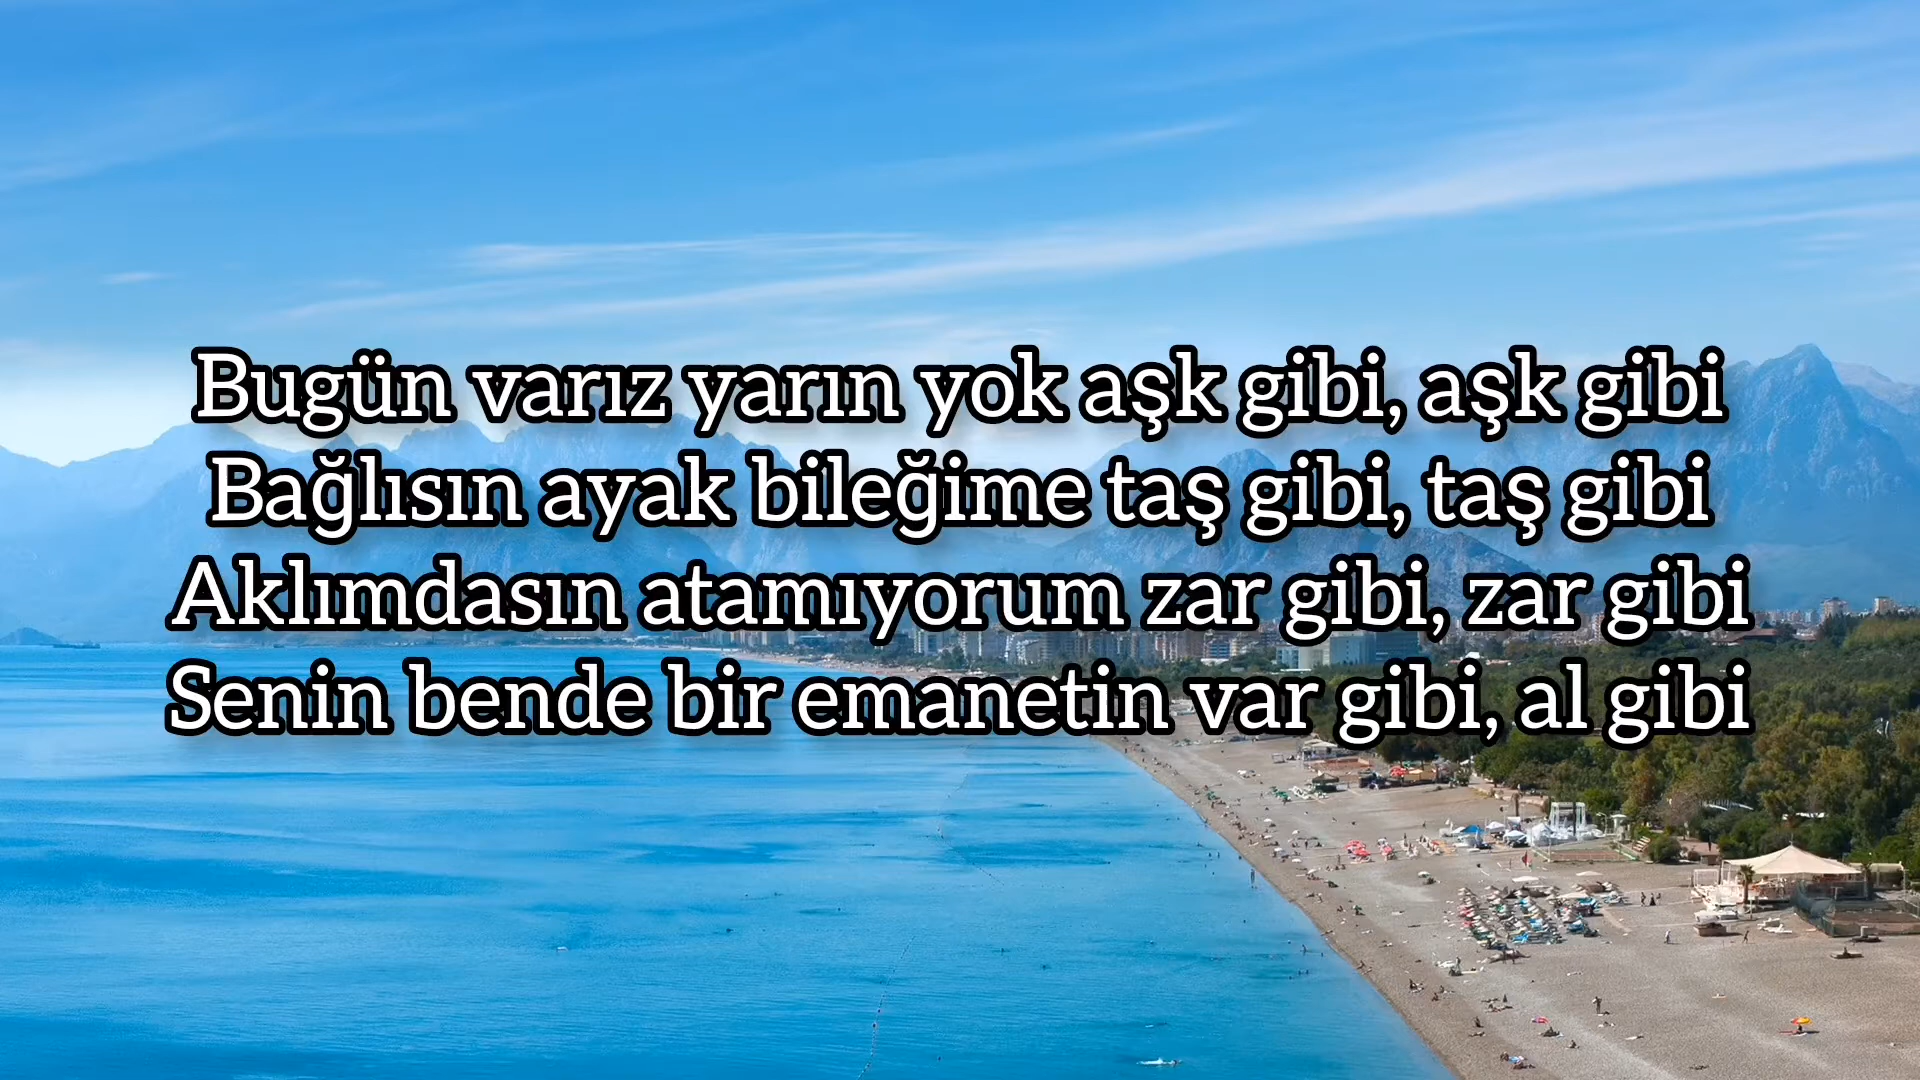 Bugün varız yarın yok aşk gibi, aşk gibi
Bağlısın ayak bileğime taş gibi, taş gibi
Aklımdasın atamıyorum zar gibi, zar gibi
Senin bende bir emanetin var gibi, al gibi